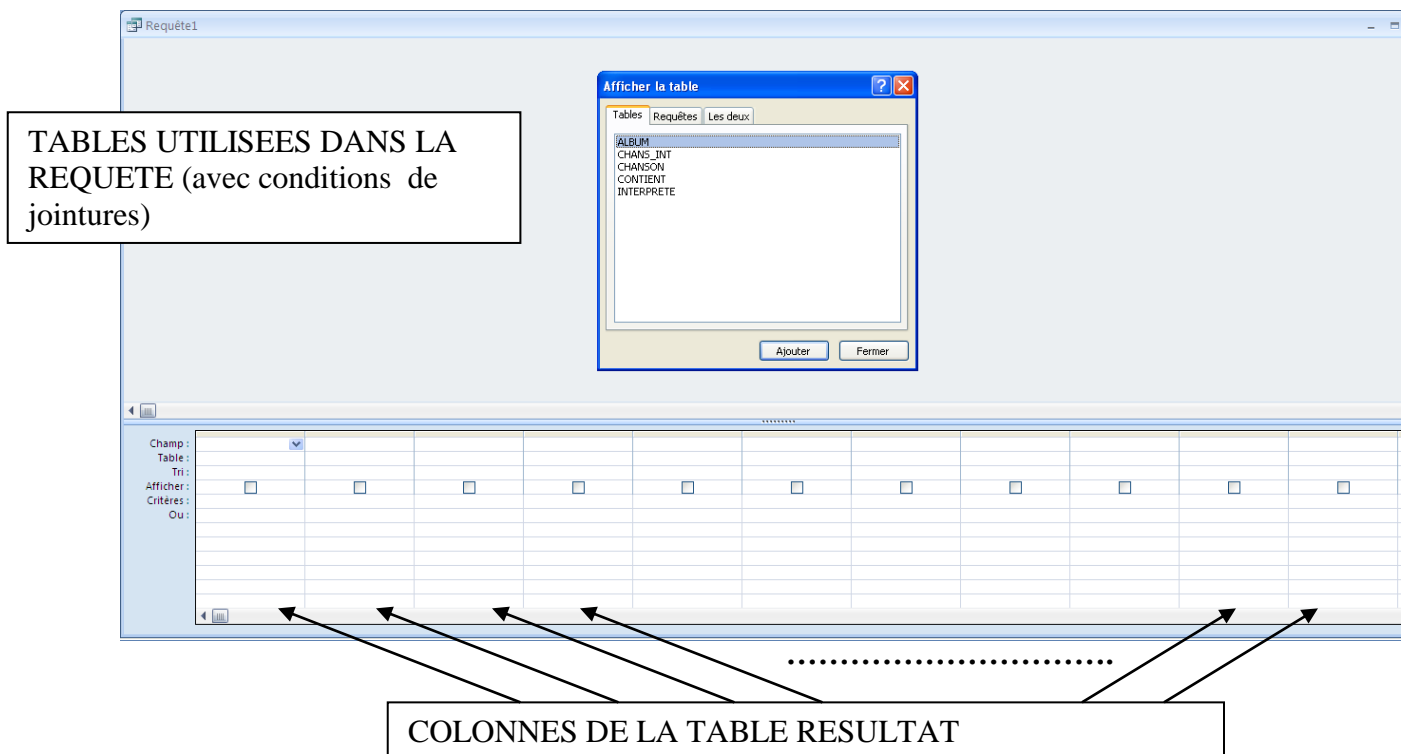 Requête1
Afficher la table
Tables Requêtes Les deux
ALBUM
CHANS_INT
CHANSON
CONTIENT
INTERPRETE
Ajouter Fermer
TABLES UTILISEES DANS LA
REQUETE (avec conditions de
jointures)
Champ :
Table :
Tri :
Afficher :
Critères :
Ou :
................................
COLONNES DE LA TABLE RESULTAT